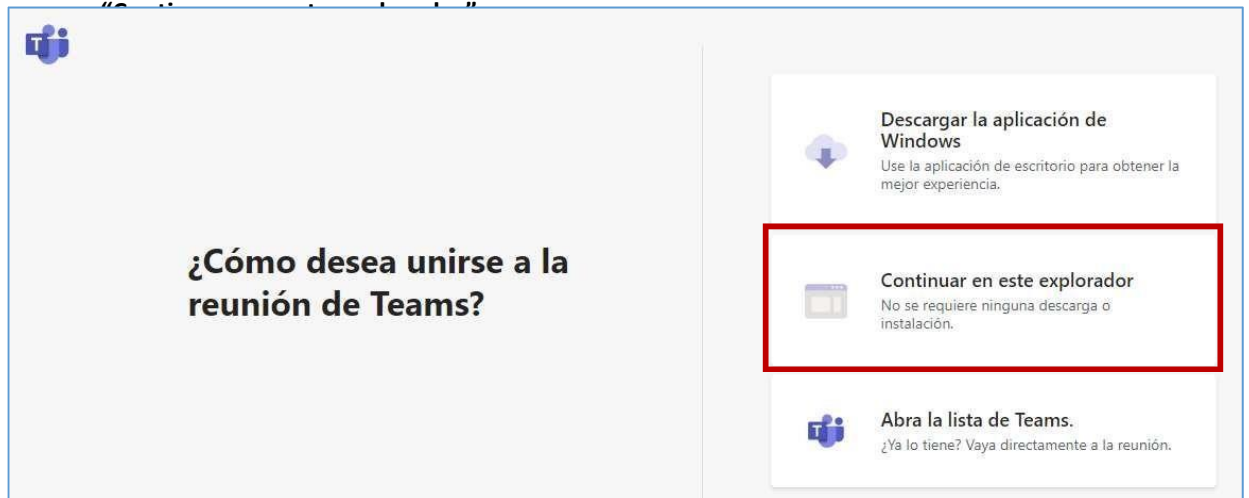 ¿Cómo desea unirse a la
reunión de Teams?
Descargar la aplicación de
Windows
Use la aplicación de escritorio para obtener la
mejor experiencia.
Continuar en este explorador
No se requiere ninguna descarga o
instalación.
Abra la lista de Teams.
¿Ya lo tiene? Vaya directamente a la reunión.